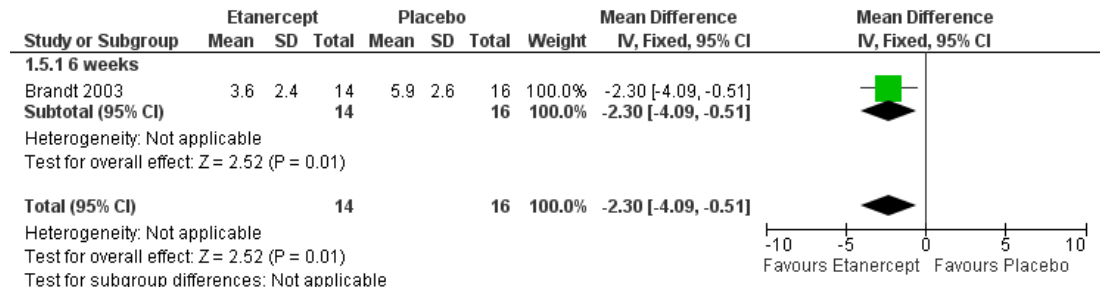 Etanercept Placebo Mean Difference Mean Difference
Study or Subgroup Mean SD Total Mean SD Total Weight IV, Fixed, 95% CI IV, Fixed, 95% CI
1.5.1 6 weeks
Brandt 2003 3.6 2.4 14 5.9 2.6 16 100.0% -2.30 [-4.09, -0.51]
Subtotal (95% CI) 14 16 100.0% -2.30 [-4.09, -0.51]
Heterogeneity: Not applicable
Test for overall effect: Z = 2.52 (P = 0.01)
Total (95% CI) 14 16 100.0% -2.30 [-4.09, -0.51]
Heterogeneity: Not applicable
Test for overall effect: Z = 2.52 (P = 0.01)
Test for subgroup differences: Not applicable
-10 -5 0 5 10
Favours Etanercept Favours Placebo